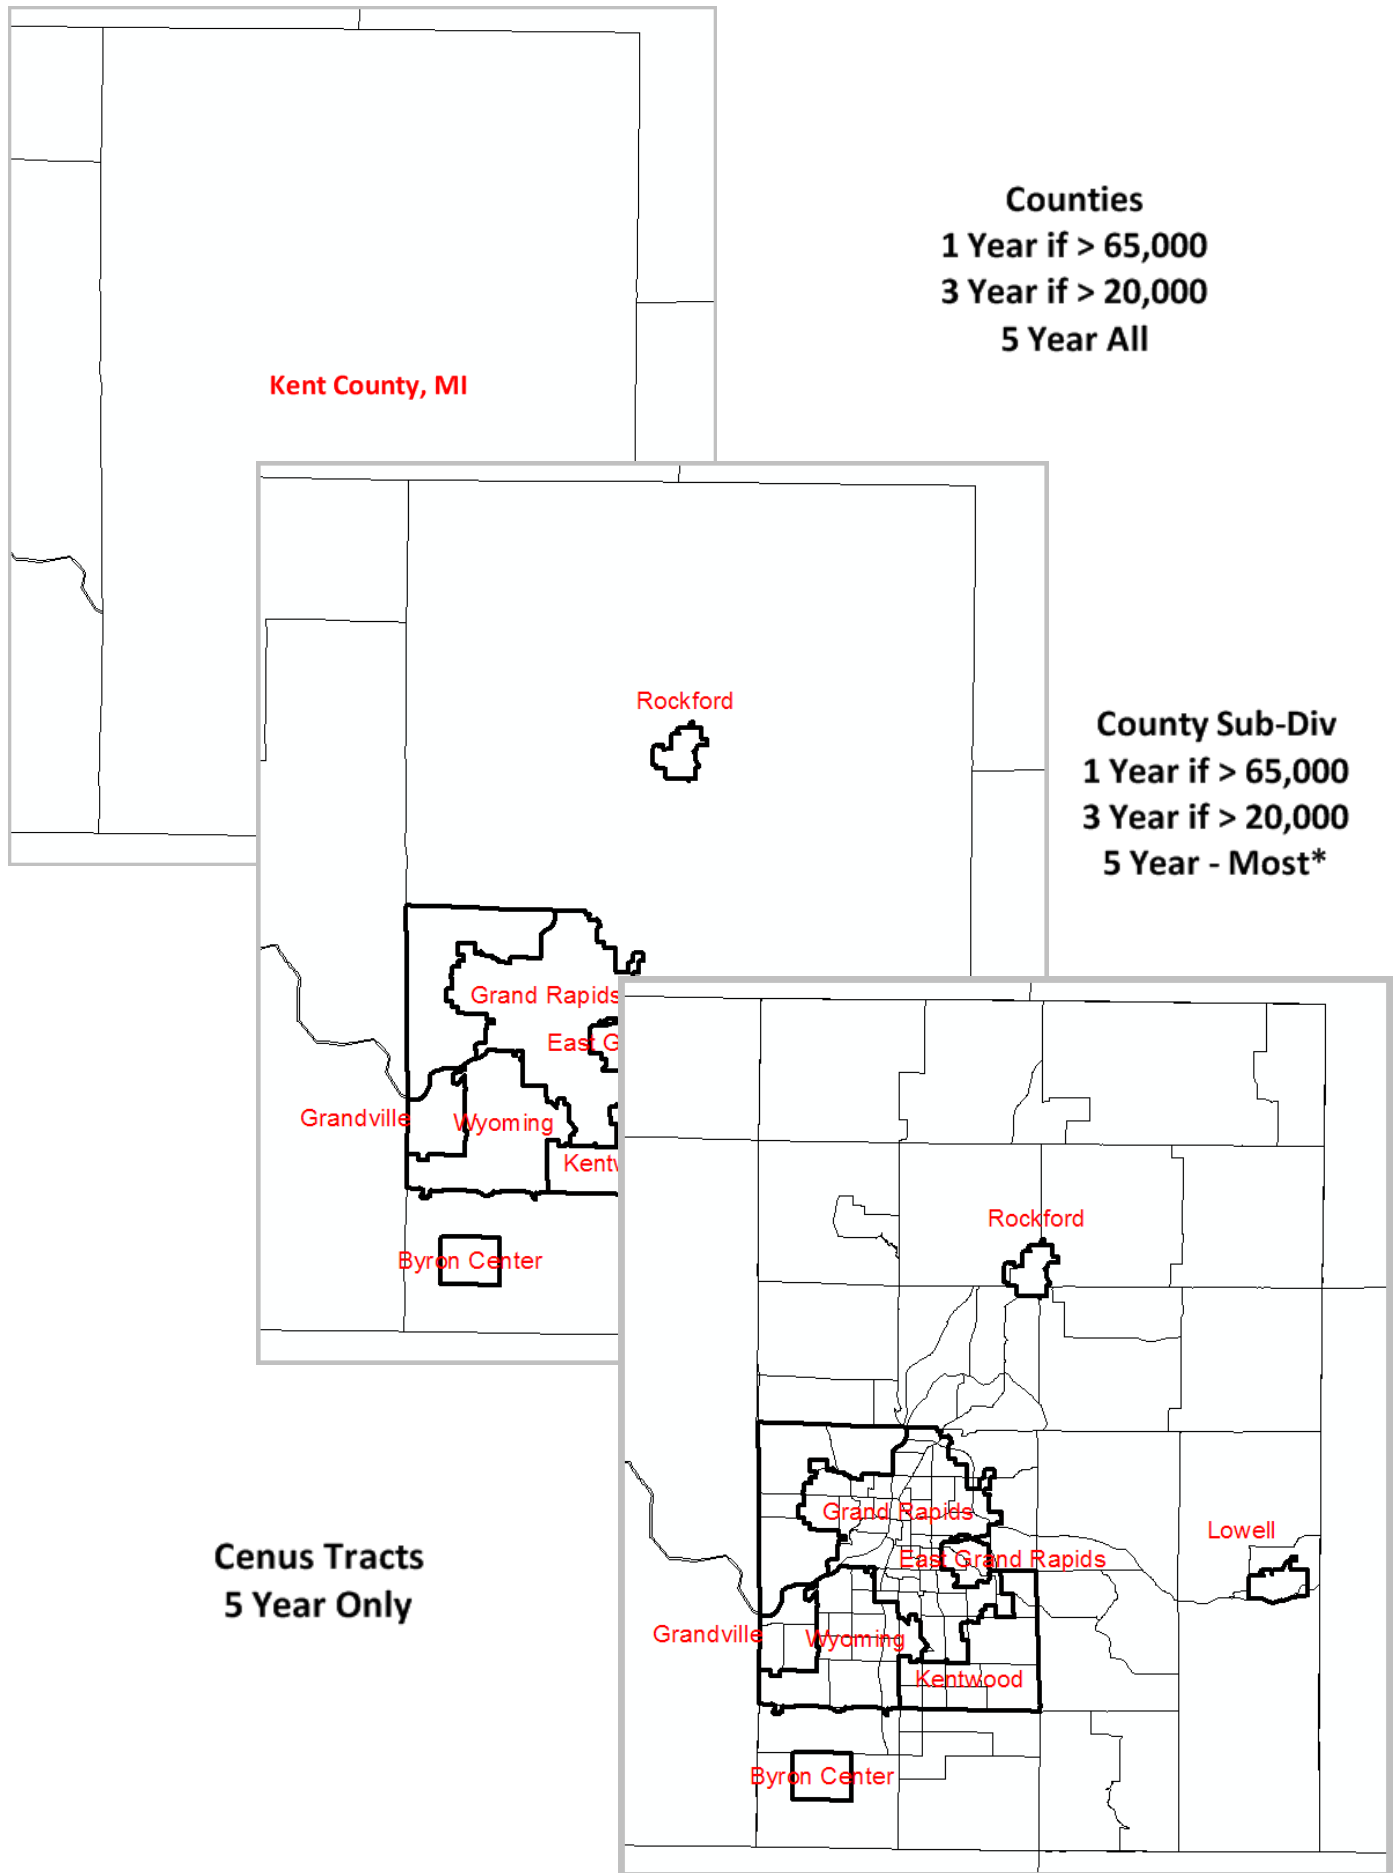 Counties
1 Year if > 65,000
3 Year if > 20,000
5 Year All
Kent County, MI
Rockford
County Sub-Div
1 Year if > 65,000
3 Year if > 20,000
5 Year - Most*
Grand Rapids
East G
Grandville
Wyoming
Kentw
Byron Center
Rockford
Grand Rapids
Lowell
East Grand Rapids
Grandville
Wyoming
Kentwood
Byron Center
Cenus Tracts
5 Year Only